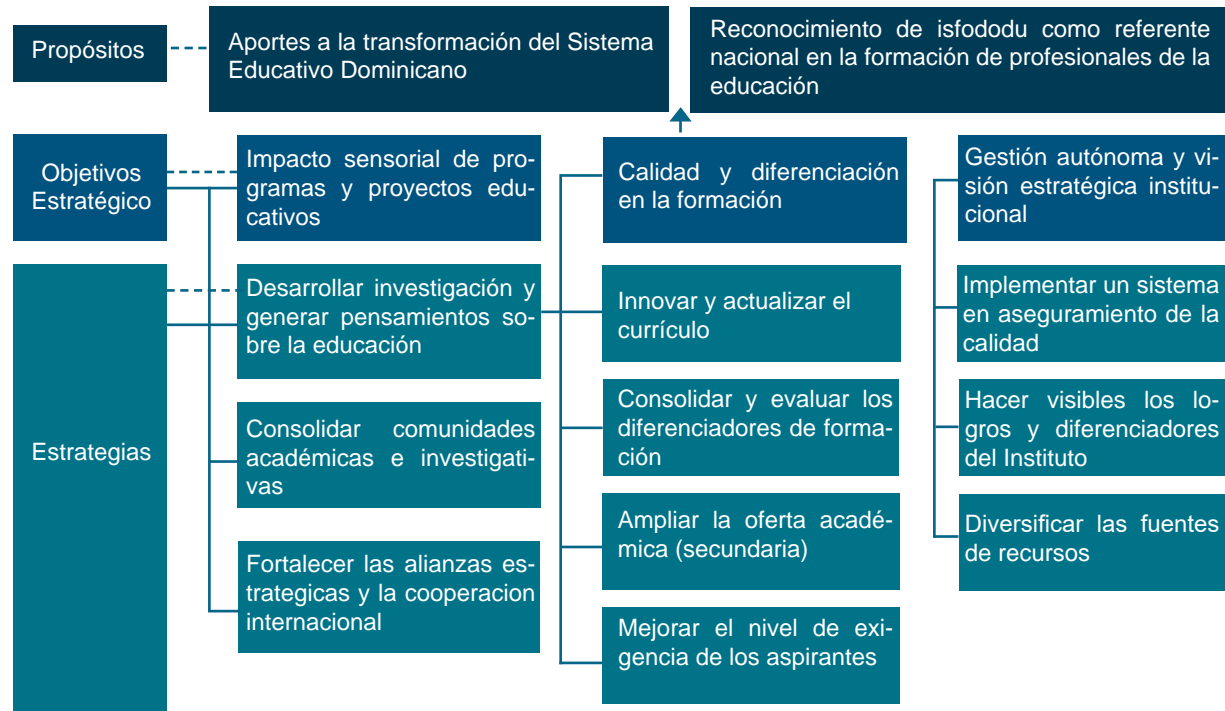 Propósitos
Aportes a la transformación del Sistema
Educativo Dominicano
Reconocimiento de isfododu como referente
nacional en la formación de profesionales de la
educación
Objetivos
Estratégico
Impacto sensorial de pro-
gramas y proyectos edu-
cativos
Calidad y diferenciación
en la formación
Gestión autónoma y vi-
sión estratégica institu-
cional
Estrategias
Desarrollar investigación y
generar pensamientos so-
bre la educación
Consolidar comunidades
académicas e investigati-
vas
Fortalecer las alianzas es-
trategicas y la cooperacion
internacional
Innovar y actualizar el
currículo
Consolidar y evaluar los
diferenciadores de forma-
ción
Ampliar la oferta acadé-
mica (secundaria)
Mejorar el nivel de exi-
gencia de los aspirantes
Implementar un sistema
en aseguramiento de la
calidad
Hacer visibles los lo-
gros y diferenciadores
del Instituto
Diversificar las fuentes
de recursos